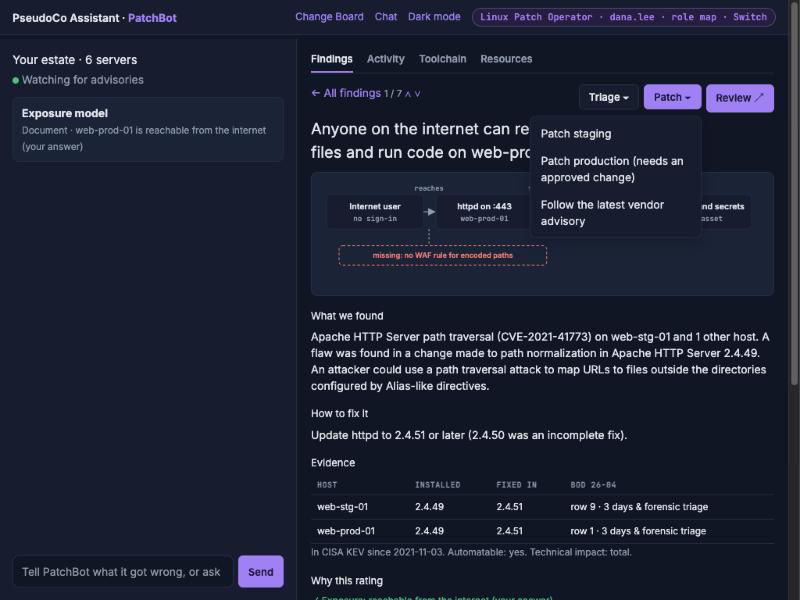 PseudoCo Assistant · PatchBot
Change Board
Chat
Dark mode
Linux Patch Operator · dana.lee · role map · Switch
Your estate · 6 servers
Watching for advisories
Exposure model
Document · web-prod-01 is reachable from the internet
(your answer)
Tell PatchBot what it got wrong, or ask
Send
Findings
Activity
Toolchain
Resources
← All findings 1 / 7 ∧ ∨
Triage
Patch
Review ↗
Patch staging
Patch production (needs an
approved change)
Follow the latest vendor
advisory
Anyone on the internet can re
files and run code on web-pro
reaches
Internet user
no sign-in
httpd on :443
web-prod-01
nd secrets
asset
missing: no WAF rule for encoded paths
What we found
Apache HTTP Server path traversal (CVE-2021-41773) on web-stg-01 and 1 other host. A
flaw was found in a change made to path normalization in Apache HTTP Server 2.4.49.
An attacker could use a path traversal attack to map URLs to files outside the directories
configured by Alias-like directives.
How to fix it
Update httpd to 2.4.51 or later (2.4.50 was an incomplete fix).
Evidence
HOST INSTALLED FIXED IN BOD 26-04
web-stg-01 2.4.49 2.4.51 row 9 · 3 days & forensic triage
web-prod-01 2.4.49 2.4.51 row 1 · 3 days & forensic triage
In CISA KEV since 2021-11-03. Automatable: yes. Technical impact: total.
Why this rating
✓ Exposure: reachable from the internet (your answer)